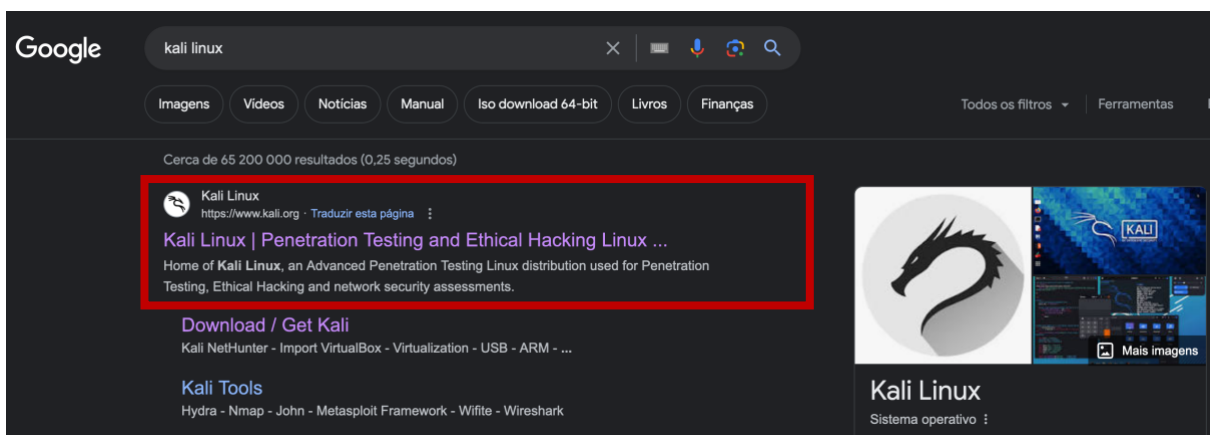 Google
kali linux
Imagens Vídeos Notícias Manual Iso download 64-bit Livros Finanças Todos os filtros Ferramentas
Cerca de 65 200 000 resultados (0,25 segundos)
Kali Linux
https://www.kali.org · Traduzir esta página
Kali Linux | Penetration Testing and Ethical Hacking Linux ...
Home of Kali Linux, an Advanced Penetration Testing Linux distribution used for Penetration
Testing, Ethical Hacking and network security assessments.
Download / Get Kali
Kali NetHunter - Import VirtualBox - Virtualization - USB - ARM - ...
Kali Tools
Hydra - Nmap - John - Metasploit Framework - Wifite - Wireshark
KALI
Mais imagens
Kali Linux
Sistema operativo